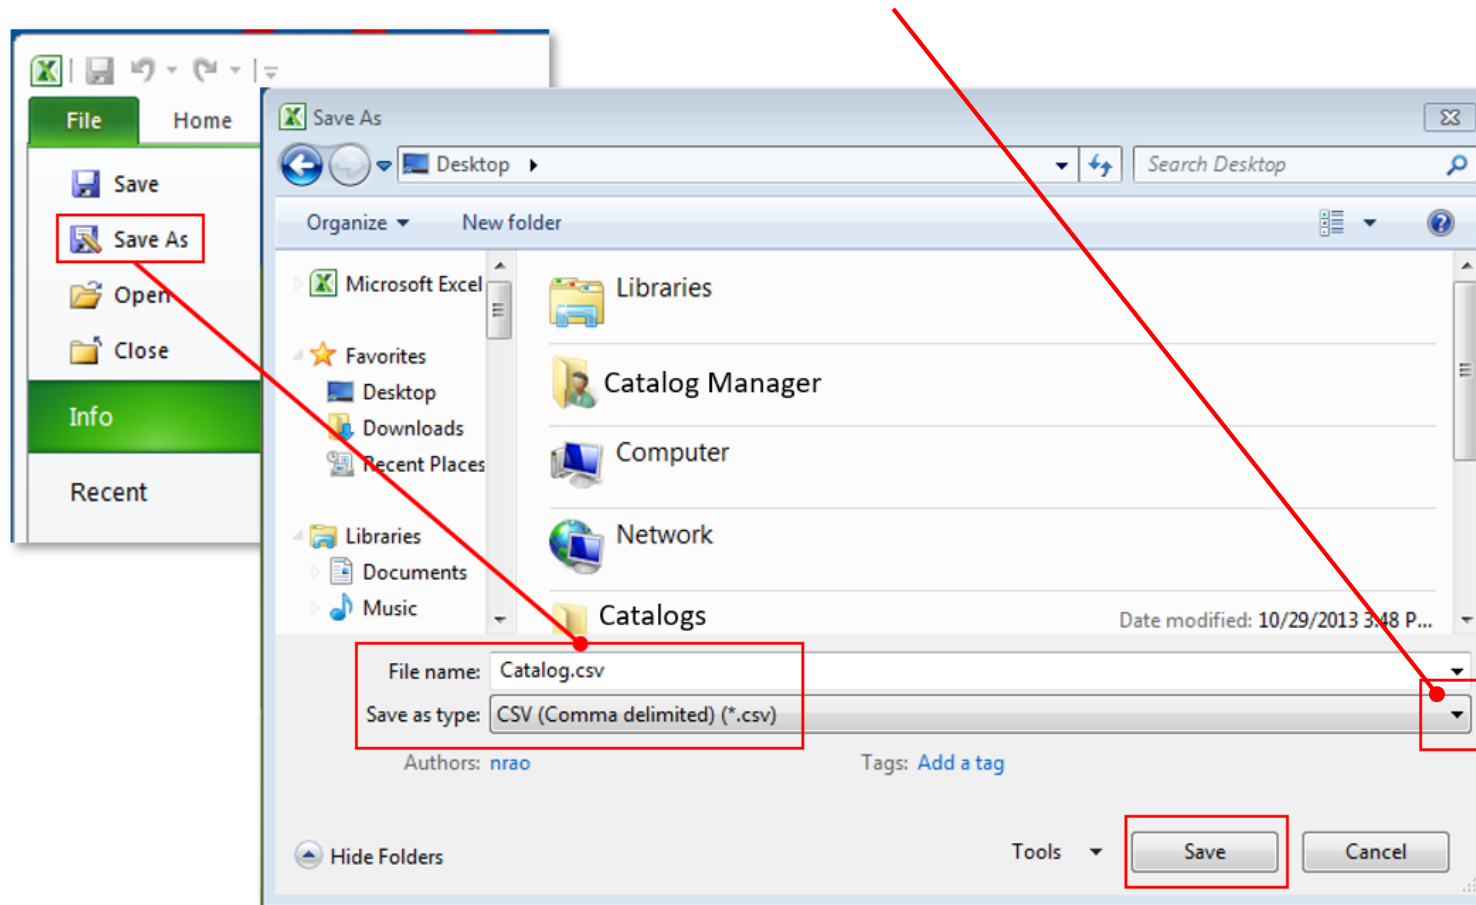 File Home
Save
Save As
Open
Close
Info
Recent
Save As
Desktop
Search Desktop
Organize New folder
Microsoft Excel
Favorites
Desktop
Downloads
Recent Places
Libraries
Documents
Music
Libraries
Catalog Manager
Computer
Network
Catalogs
Date modified: 10/29/2013 3:48 P...
File name: Catalog.csv
Save as type: CSV (Comma delimited) (*.csv)
Authors: nrao Tags: Add a tag
Hide Folders Tools Save Cancel